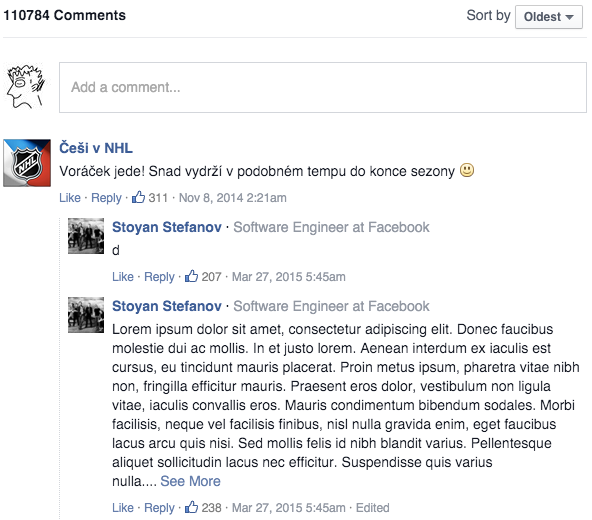 110784 Comments
Sort by Oldest
Add a comment...
NHL
Češi v NHL
Voráček jede! Snad vydrží v podobném tempu do konce sezony
Like · Reply · 311 · Nov 8, 2014 2:21am
Stoyan Stefanov · Software Engineer at Facebook
d
Like · Reply · 207 · Mar 27, 2015 5:45am
Stoyan Stefanov · Software Engineer at Facebook
Lorem ipsum dolor sit amet, consectetur adipiscing elit. Donec faucibus
molestie dui ac mollis. In et justo lorem. Aenean interdum ex iaculis est
cursus, eu tincidunt mauris placerat. Proin metus ipsum, pharetra vitae nibh
non, fringilla efficitur mauris. Praesent eros dolor, vestibulum non ligula
vitae, iaculis convallis eros. Mauris condimentum bibendum sodales. Morbi
facilisis, neque vel facilisis finibus, nisl nulla gravida enim, eget faucibus
lacus arcu quis nisi. Sed mollis felis id nibh blandit varius. Pellentesque
aliquet sollicitudin lacus nec efficitur. Suspendisse quis varius
nulla.... See More
Like · Reply · 238 · Mar 27, 2015 5:45am · Edited